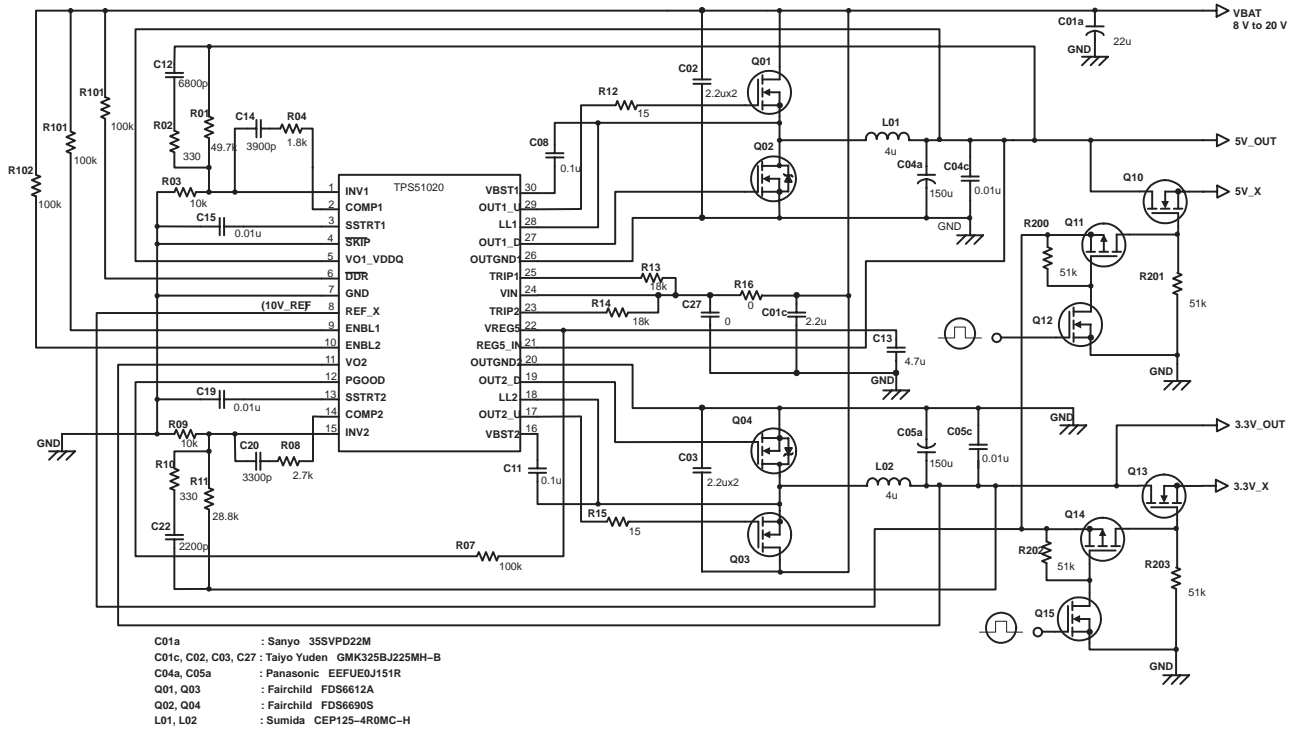 VBAT
8 V to 20 V
C01a
22u
GND
C12
6800p
R101
100k
R101
100k
R102
100k
R02
330
R01
49.7k
C14
3900p
R04
1.8k
R03
10k
C15
0.01u
C02
2.2ux2
Q01
R12
15
C08
0.1u
Q02
L01
4u
C04a
150u
C04c
0.01u
GND
5V_OUT
5V_X
Q10
Q11
R200
51k
R201
51k
Q12
GND
TPS51020
1 INV1
2 COMP1
3 SSTRT1
4 SKIP
5 VO1_VDDQ
6 DDR
7 GND
(10V_REF)
8 REF_X
9 ENBL1
10 ENBL2
11 VO2
12 PGOOD
13 SSTRT2
14 COMP2
15 INV2
VBST1 30
OUT1_U 29
LL1 28
OUT1_D 27
OUTGND1 26
TRIP1 25
VIN 24
TRIP2 23
VREG5 22
REG5_IN 21
OUTGND2 20
OUT2_D 19
LL2 18
OUT2_U 17
VBST2 16
R13
18k
R14
18k
C27
0
R16
0
C01c
2.2u
C13
4.7u
GND
C19
0.01u
GND
R09
10k
R10
330
R11
28.8k
C20
3300p
R08
2.7k
C22
2200p
C11
0.1u
R15
15
R07
100k
C03
2.2ux2
Q04
Q03
L02
4u
C05a
150u
C05c
0.01u
GND
3.3V_OUT
3.3V_X
Q13
Q14
R202
51k
R203
51k
Q15
GND
C01a : Sanyo 35SVPD22M
C01c, C02, C03, C27 : Taiyo Yuden GMK325BJ225MH–B
C04a, C05a : Panasonic EEFUE0J151R
Q01, Q03 : Fairchild FDS6612A
Q02, Q04 : Fairchild FDS6690S
L01, L02 : Sumida CEP125–4R0MC–H